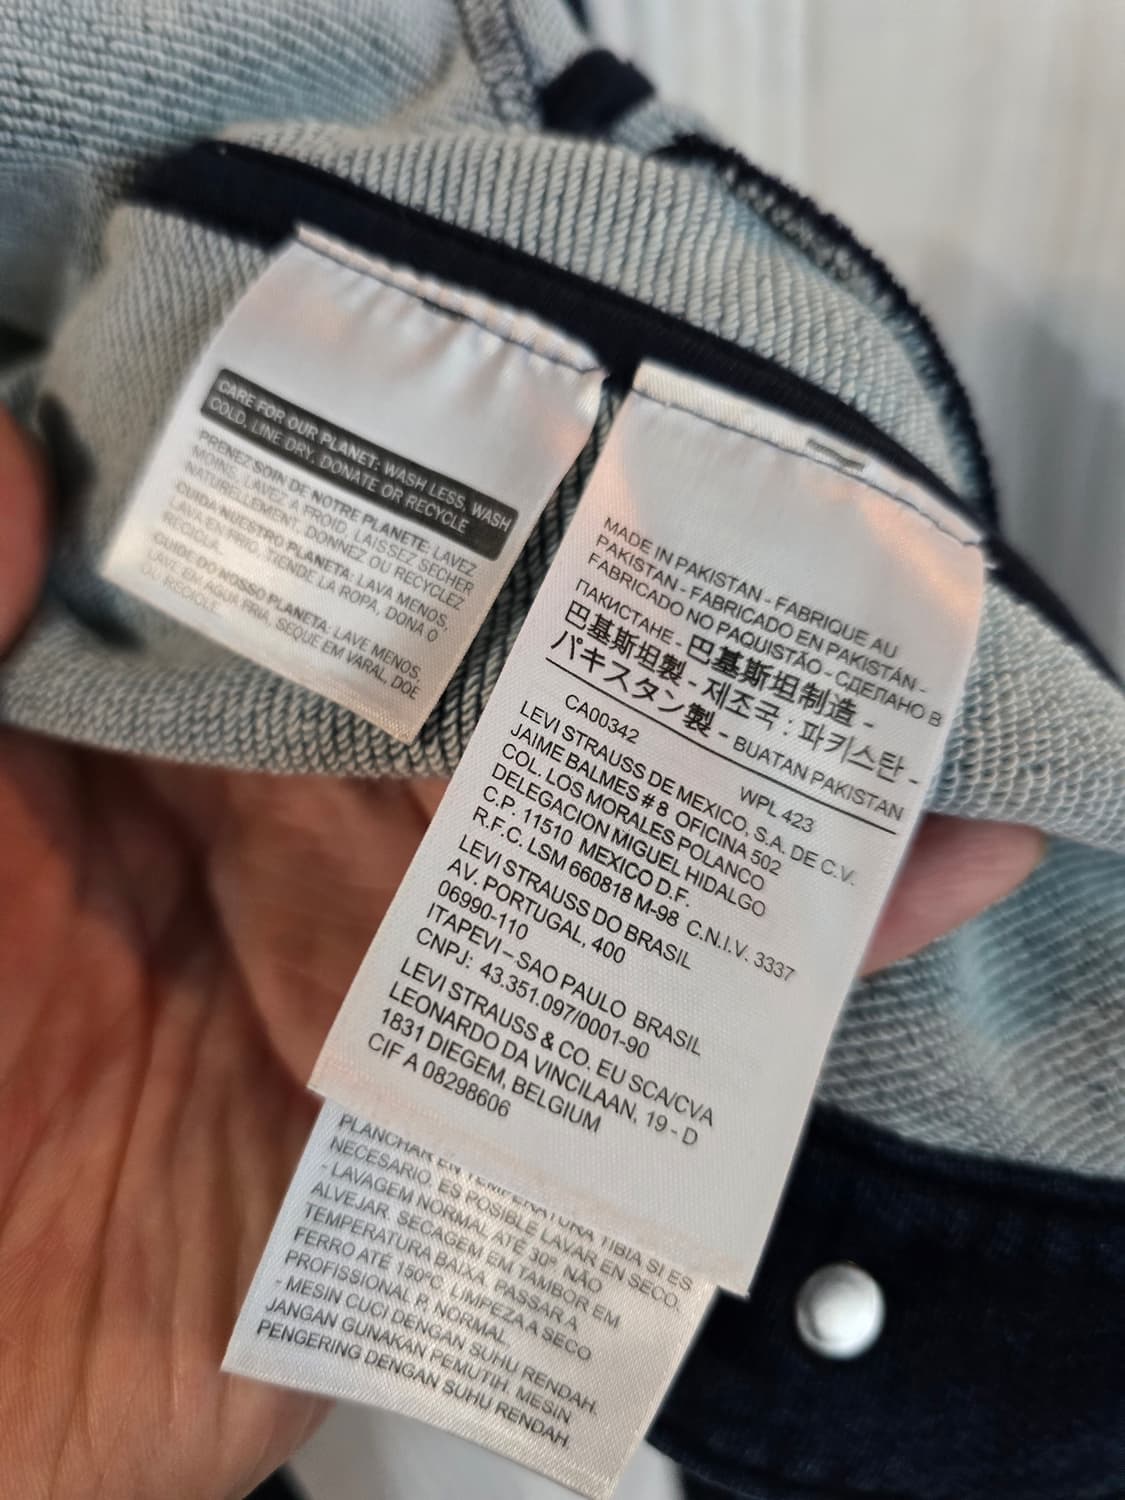 CARE FOR OUR PLANET: WASH LESS, WASH
COLD, LINE DRY, DONATE OR RECYCLE
PRENEZ SOIN DE NOTRE PLANETE: LAVEZ
MOINS, LAVEZ A FROID, LAISSEZ SÉCHER
NATURELLEMENT, DONNEZ OU RECYCLEZ
CUIDA NUESTRO PLANETA: LAVA MENOS,
LAVA EN FRIO, TIENDE LA ROPA, DONA O
RECICLA.
CUIDE DO NOSSO PLANETA: LAVE MENOS,
LAVE EM ÁGUA FRIA, SEQUE EM VARAL, DOE
OU RECICLE.
MADE IN PAKISTAN - FABRIQUE AU
PAKISTAN - FABRICADO EN PAKISTÁN -
FABRICADO NO PAQUISTÃO - СДЕЛАНО В
ПАКИСТАНЕ - 巴基斯坦制造 -
巴基斯坦製 - 제조국 : 파키스탄 -
パキスタン製 - BUATAN PAKISTAN
CA00342 WPL 423
LEVI STRAUSS DE MEXICO, S.A. DE C.V.
JAIME BALMES # 8 OFICINA 502
COL. LOS MORALES POLANCO
DELEGACION MIGUEL HIDALGO
C.P. 11510 MEXICO D.F.
R.F.C. LSM 660818 M-98 C.N.I.V. 3337
LEVI STRAUSS DO BRASIL
AV. PORTUGAL, 400
06990-110
ITAPEVI – SAO PAULO BRASIL
CNPJ: 43.351.097/0001-90
LEVI STRAUSS & CO. EU SCA/CVA
LEONARDO DA VINCILAAN, 19 - D
1831 DIEGEM, BELGIUM
CIF A 08298606
PLANCHAR EN TEMPERATURA TIBIA SI ES
NECESARIO. ES POSIBLE LAVAR EN SECO.
- LAVAGEM NORMAL ATÉ 30°. NÃO
ALVEJAR. SECAGEM EM TAMBOR EM
TEMPERATURA BAIXA. PASSAR A
FERRO ATÉ 150°C. LIMPEZA A SECO
PROFISSIONAL P, NORMAL.
- MESIN CUCI DENGAN SUHU RENDAH.
JANGAN GUNAKAN PEMUTIH. MESIN
PENGERING DENGAN SUHU RENDAH.